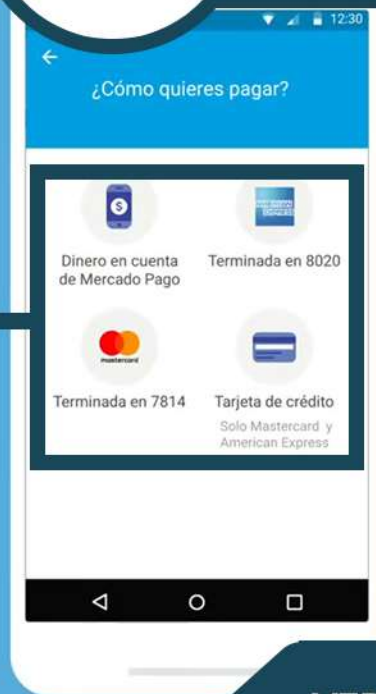 12:30
¿Cómo quieres pagar?
Dinero en cuenta
de Mercado Pago
Terminada en 8020
mastercard
Terminada en 7814
Tarjeta de crédito
Solo Mastercard y
American Express